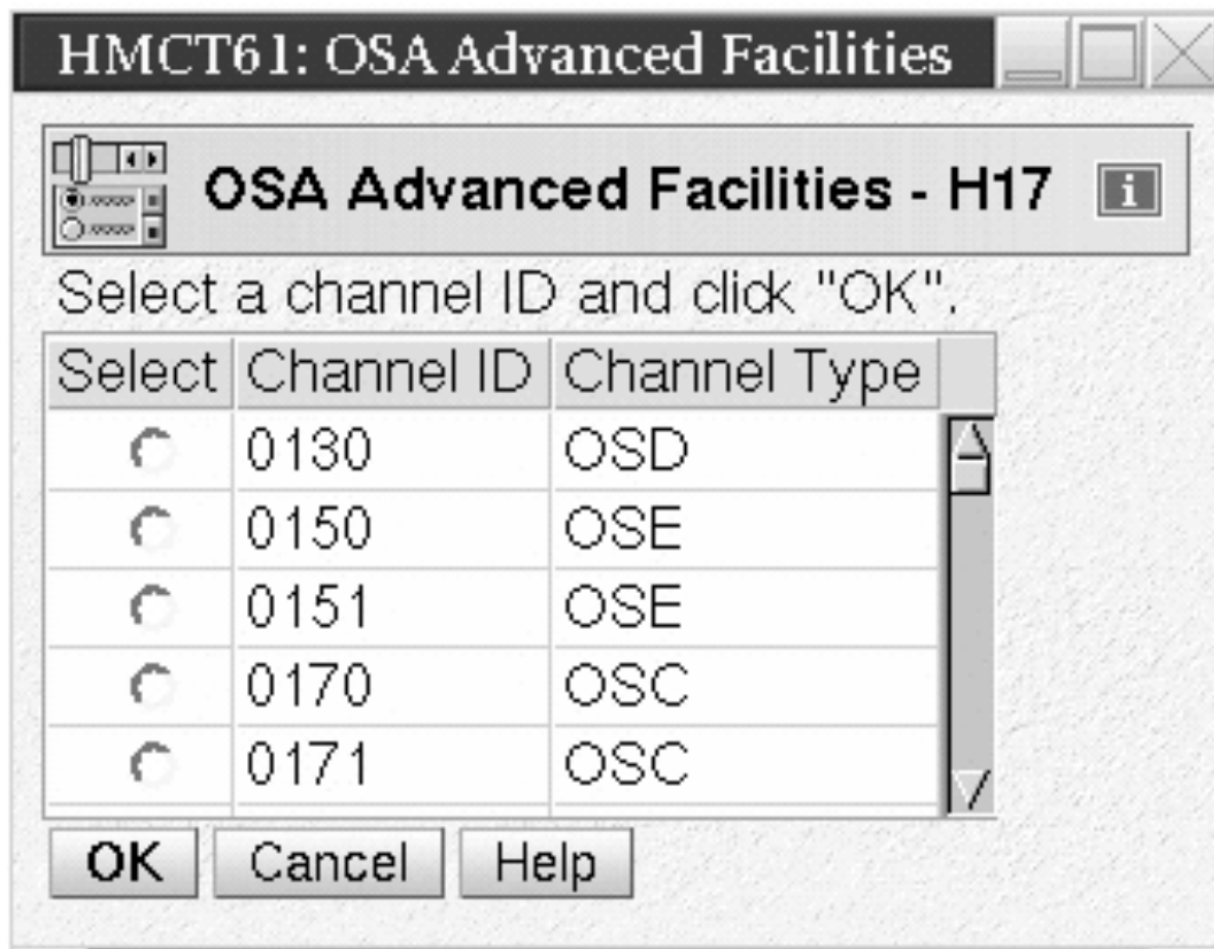 HMCT61: OSA Advanced Facilities
OSA Advanced Facilities - H17
Select a channel ID and click "OK".
Select Channel ID Channel Type
0130 OSD
0150 OSE
0151 OSE
0170 OSC
0171 OSC
OK Cancel Help